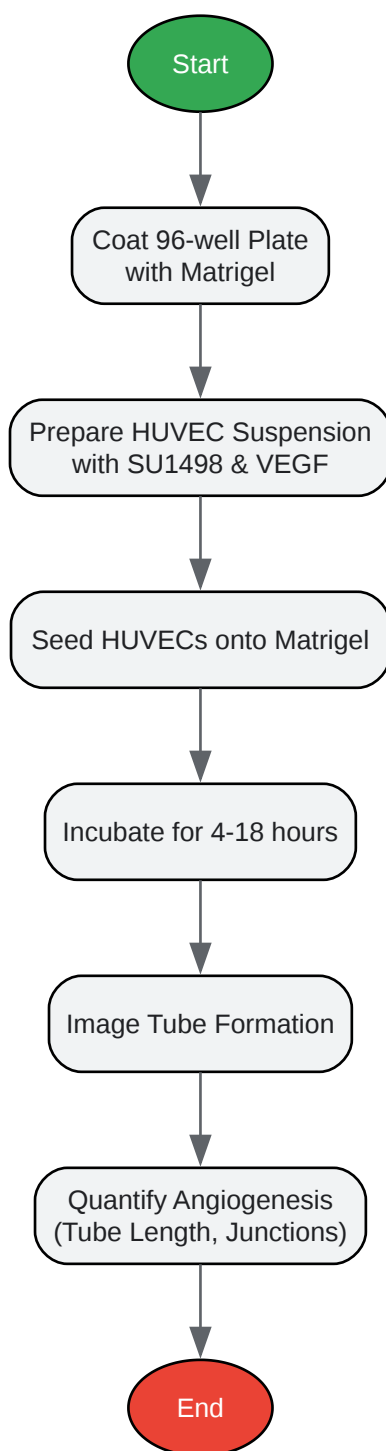 Start
Coat 96-well Plate
with Matrigel
Prepare HUVEC Suspension
with SU1498 & VEGF
Seed HUVECs onto Matrigel
Incubate for 4-18 hours
Image Tube Formation
Quantify Angiogenesis
(Tube Length, Junctions)
End